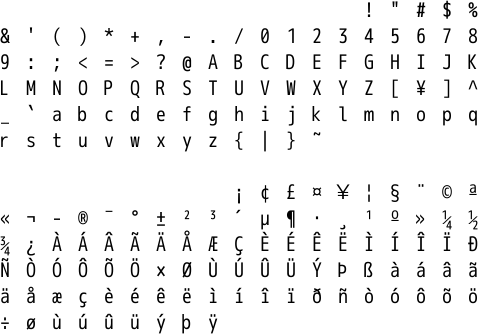 ! " # $ %
& ' ( ) * + , - . / 0 1 2 3 4 5 6 7 8
9 : ; < = > ? @ A B C D E F G H I J K
L M N O P Q R S T U V W X Y Z [ ¥ ] ^
_ ` a b c d e f g h i j k l m n o p q
r s t u v w x y z { | } ~
¡ ¢ £ ¤ ¥ ¦ § ¨ © ª
« ¬ - ® ¯ ° ± ² ³ ´ µ ¶ · ¸ ¹ º » ¼ ½
¾ ¿ À Á Â Ã Ä Å Æ Ç È É Ê Ë Ì Í Î Ï Ð
Ñ Ò Ó Ô Õ Ö × Ø Ù Ú Û Ü Ý Þ ß à á â ã
ä å æ ç è é ê ë ì í î ï ð ñ ò ó ô õ ö
÷ ø ù ú û ü ý þ ÿ